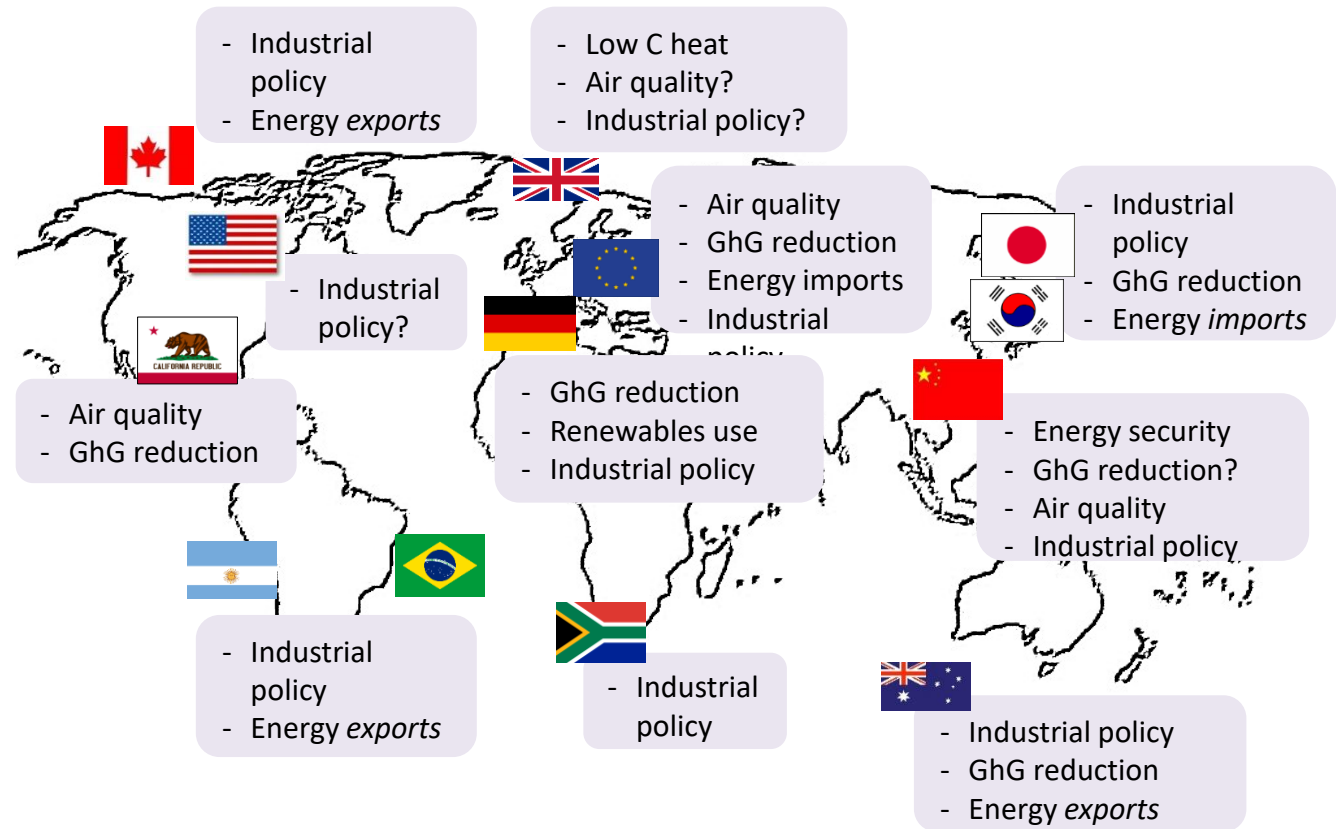 - Industrial
policy
- Energy exports
- Low C heat
- Air quality?
- Industrial policy?
- Air quality
- GhG reduction
- Energy imports
- Industrial
policy
- Industrial
policy
- GhG reduction
- Energy imports
- Industrial
policy?
CALIFORNIA REPUBLIC
- Air quality
- GhG reduction
- GhG reduction
- Renewables use
- Industrial policy
- Energy security
- GhG reduction?
- Air quality
- Industrial policy
- Industrial
policy
- Energy exports
- Industrial
policy
- Industrial policy
- GhG reduction
- Energy exports